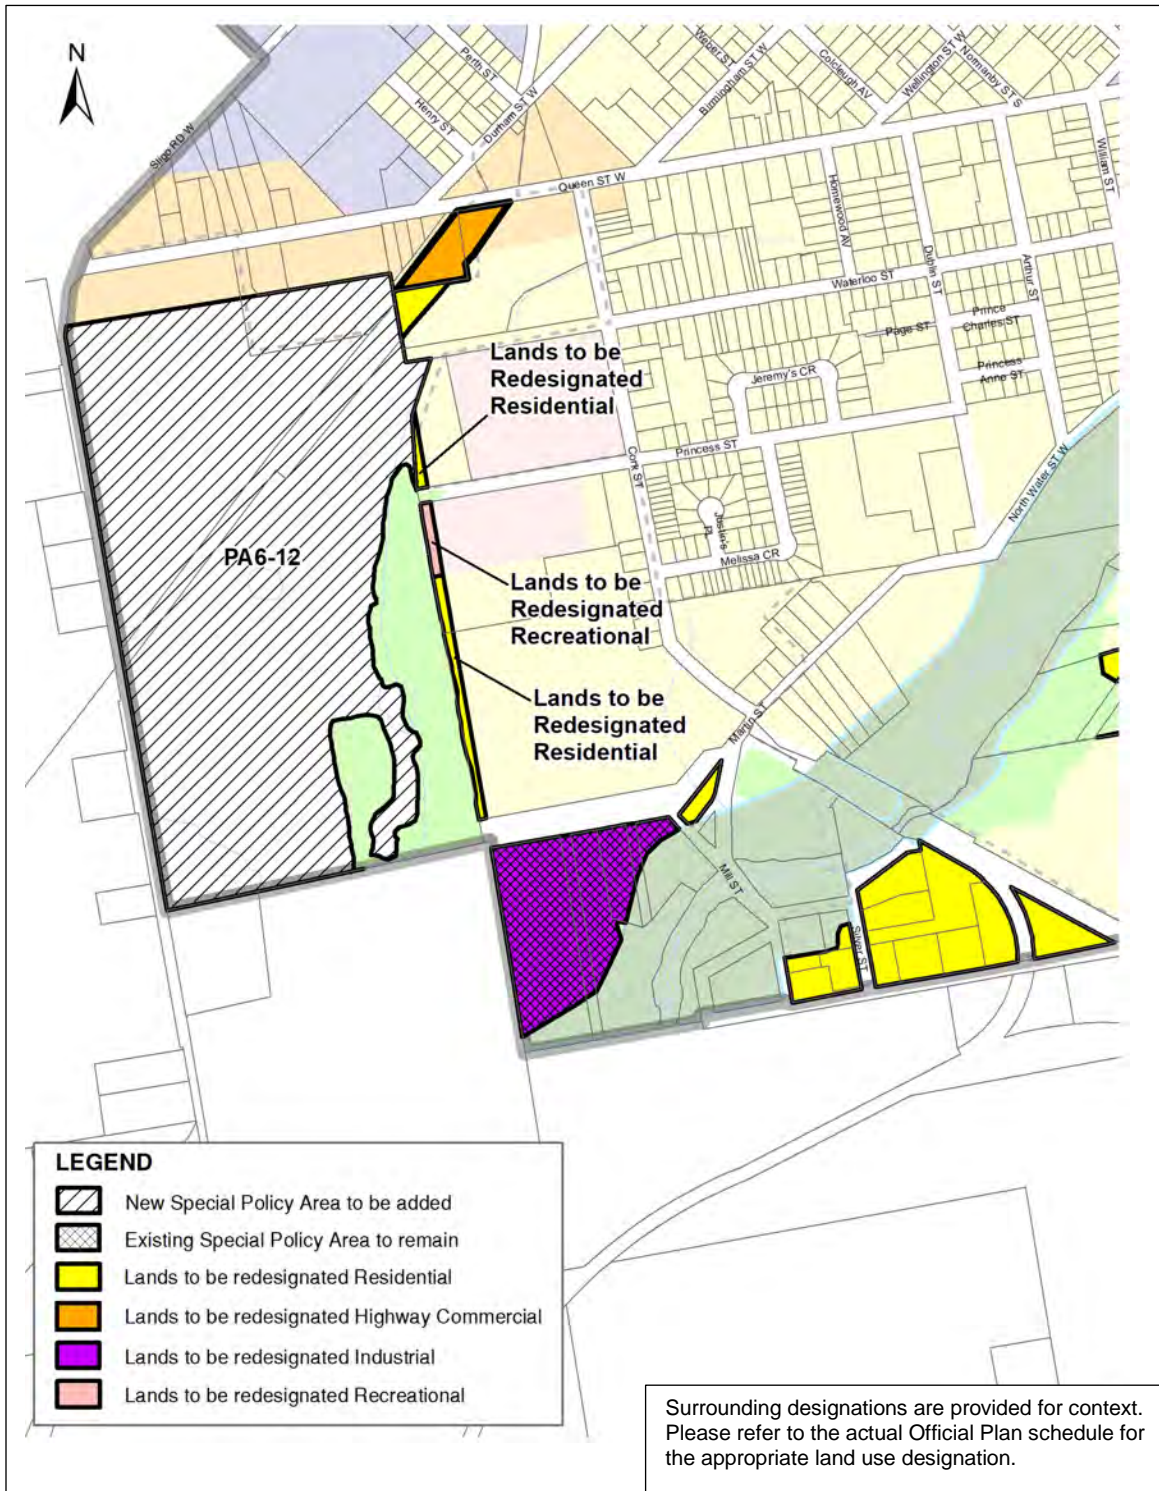 N
Weber ST
Colcleugh AV
Wellington ST W
Normanby ST S
Birmingham ST W
Perth ST
Henry ST
Durham ST W
William ST
Sligo RD W
Queen ST W
Homewood AV
Dublin ST
Arthur ST
Waterloo ST
Prince
Charles ST
Page ST
Princess
Anne ST
Jeremy's CR
Lands to be
Redesignated
Residential
Princess ST
Cork ST
North Water ST W
Justin's
PL
Melissa CR
PA6-12
Lands to be
Redesignated
Recreational
Lands to be
Redesignated
Residential
Martin ST
Mill ST
Silver ST
LEGEND
New Special Policy Area to be added
Existing Special Policy Area to remain
Lands to be redesignated Residential
Lands to be redesignated Highway Commercial
Lands to be redesignated Industrial
Lands to be redesignated Recreational
Surrounding designations are provided for context.
Please refer to the actual Official Plan schedule for
the appropriate land use designation.